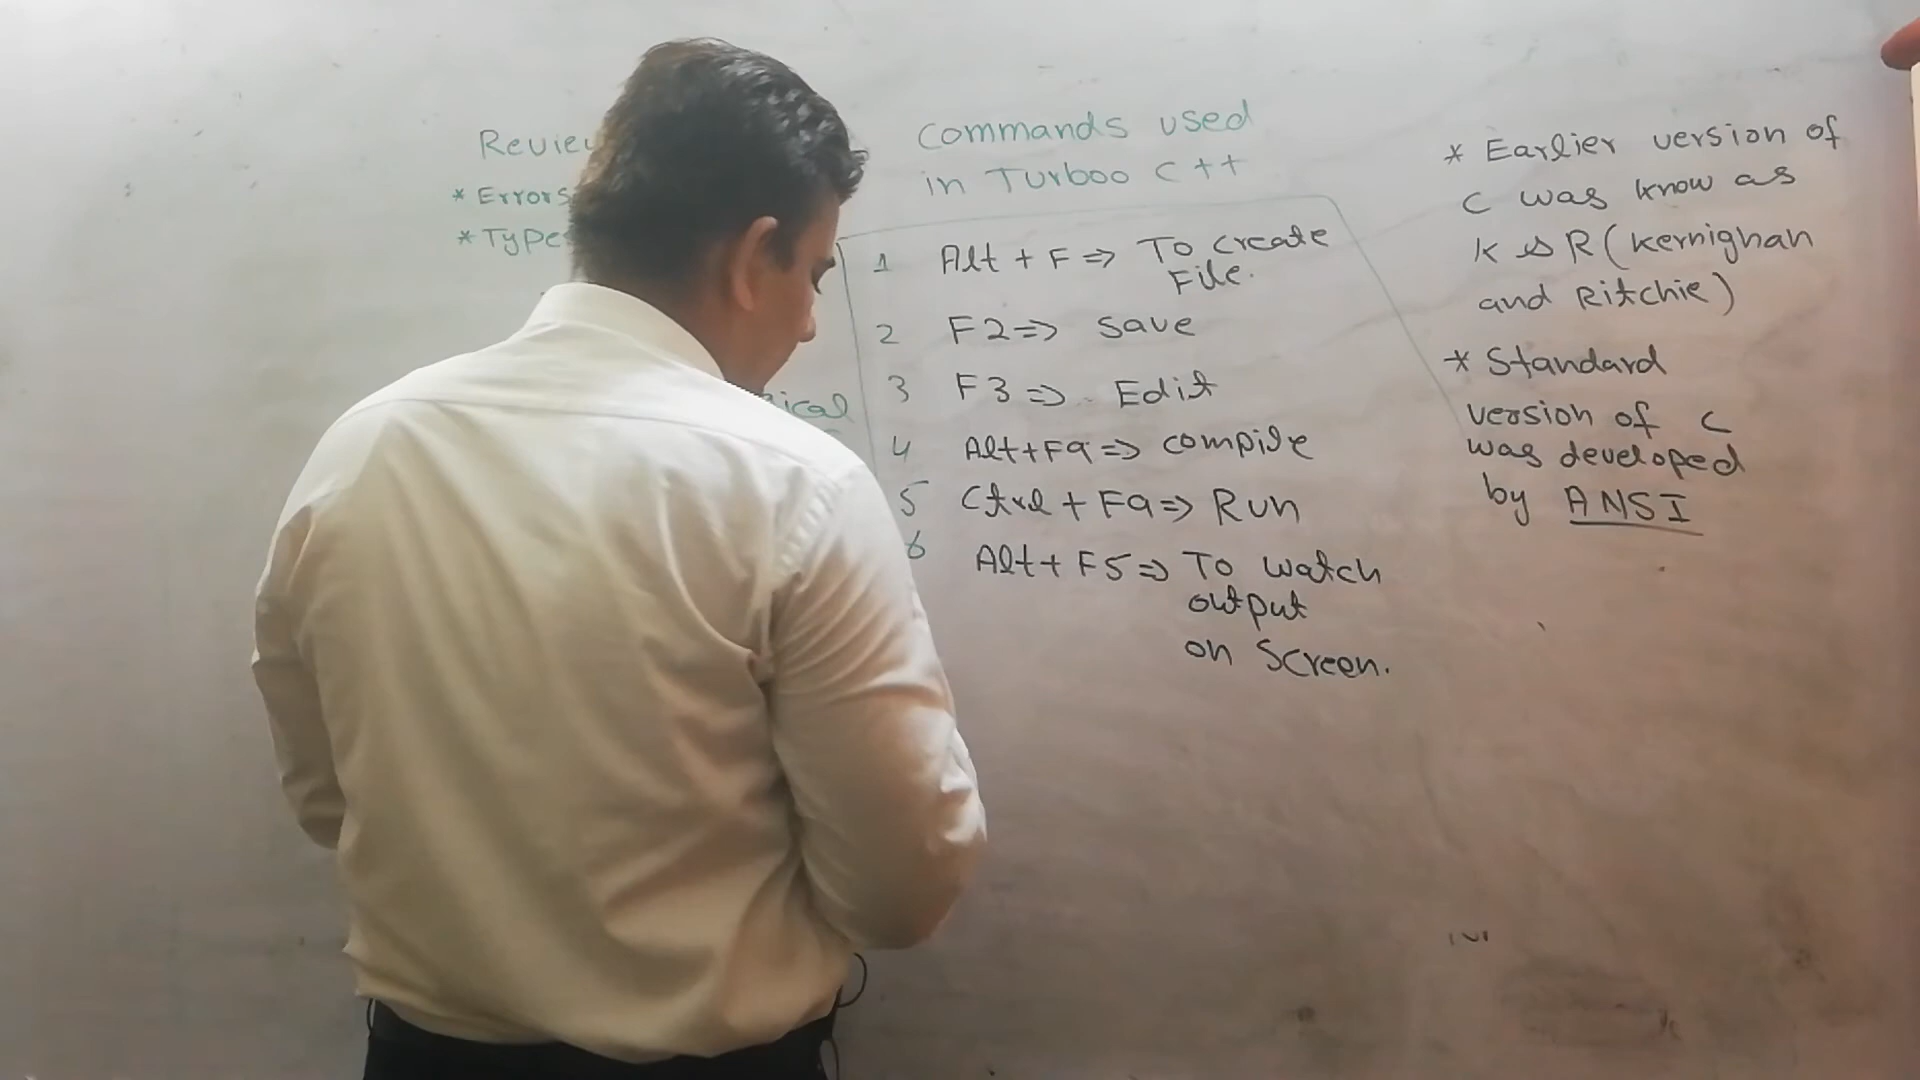 * Errors
Commands used
in Turboo C++
1 Alt + F => To create
File.
2 F2 => Save
3 F3 => Edit
4 Alt+F9 => compile
5 Ctrl + F9 => Run
6 Alt + F5 => To watch
output
on Screen.
* Earlier version of
C was know as
K & R (Kernighan
and Ritchie)
* Standard
version of C
was developed
by ANSI